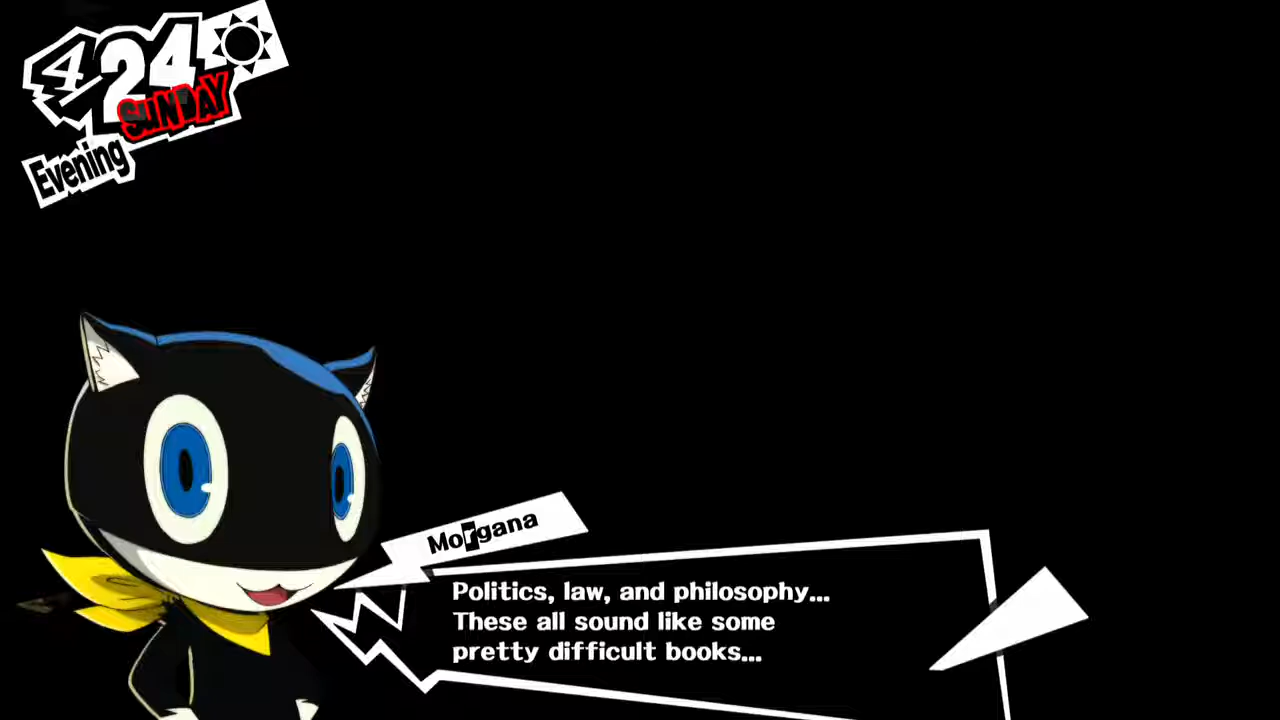 4 24
SUNDAY
Evening
Morgana
Politics, law, and philosophy...
These all sound like some
pretty difficult books...